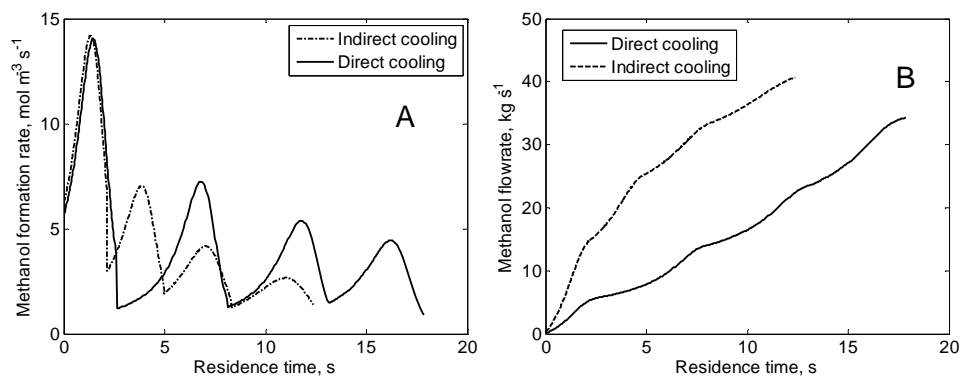 15
10
5
0
Methanol formation rate, mol m-3 s-1
0 5 10 15 20
Residence time, s
Indirect cooling
Direct cooling
A
50
40
30
20
10
0
Methanol flowrate, kg s-1
0 5 10 15 20
Residence time, s
Direct cooling
Indirect cooling
B